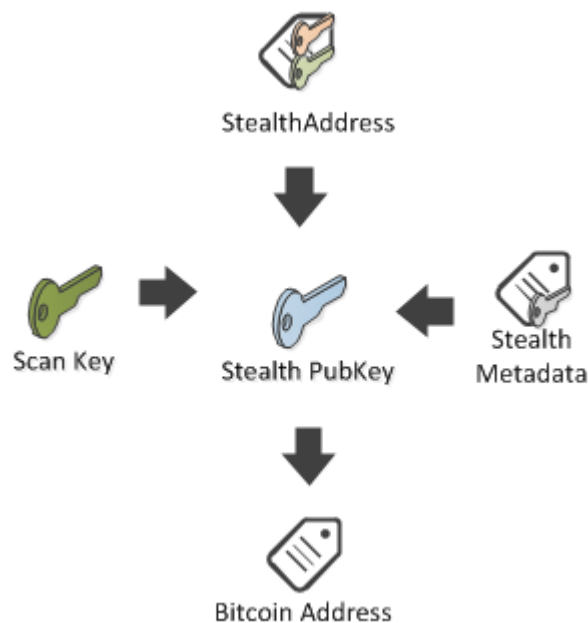 StealthAddress
Scan Key
Stealth PubKey
Stealth
Metadata
Bitcoin Address